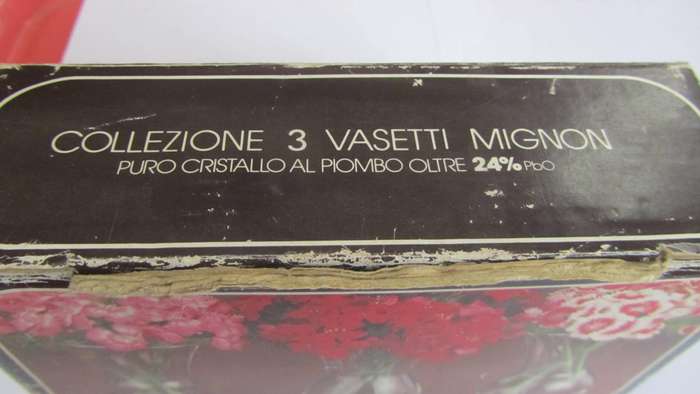 COLLEZIONE 3 VASETTI MIGNON
PURO CRISTALLO AL PIOMBO OLTRE 24% PbO